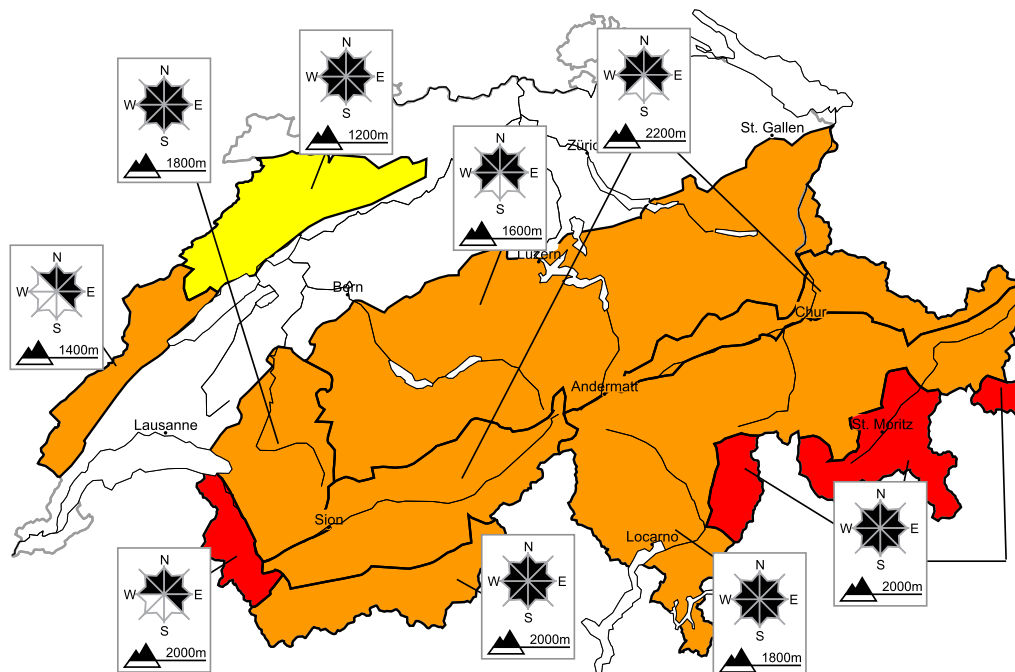 N
W E
S
1200m
N
W E
S
2200m
N
W E
S
1800m
St. Gallen
N
W E
S
1600m
Züric
Luzern
N
W E
S
1400m
Bern
Chur
Andermatt
Lausanne
St. Moritz
N
W E
S
2000m
Sion
Locarno
N
W E
S
2000m
N
W E
S
2000m
N
W E
S
1800m